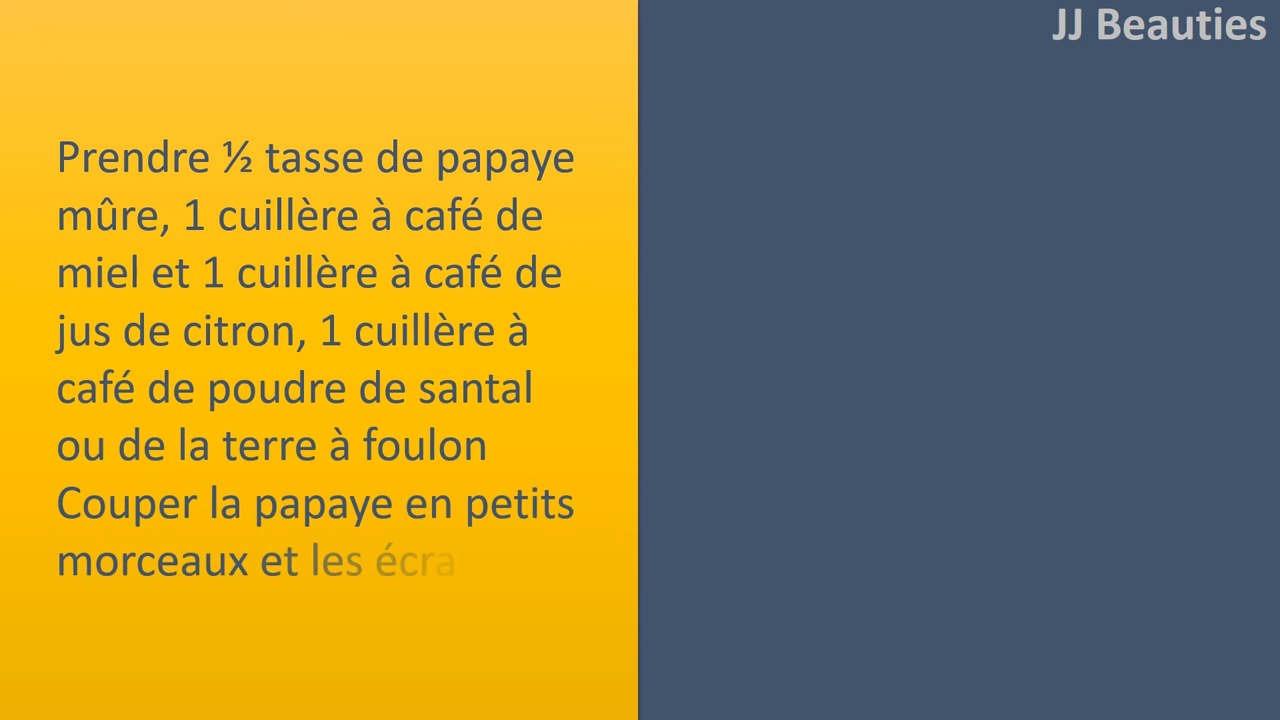 JJ Beauties
Prendre ½ tasse de papaye
mûre, 1 cuillère à café de
miel et 1 cuillère à café de
jus de citron, 1 cuillère à
café de poudre de santal
ou de la terre à foulon
Couper la papaye en petits
morceaux et les écra